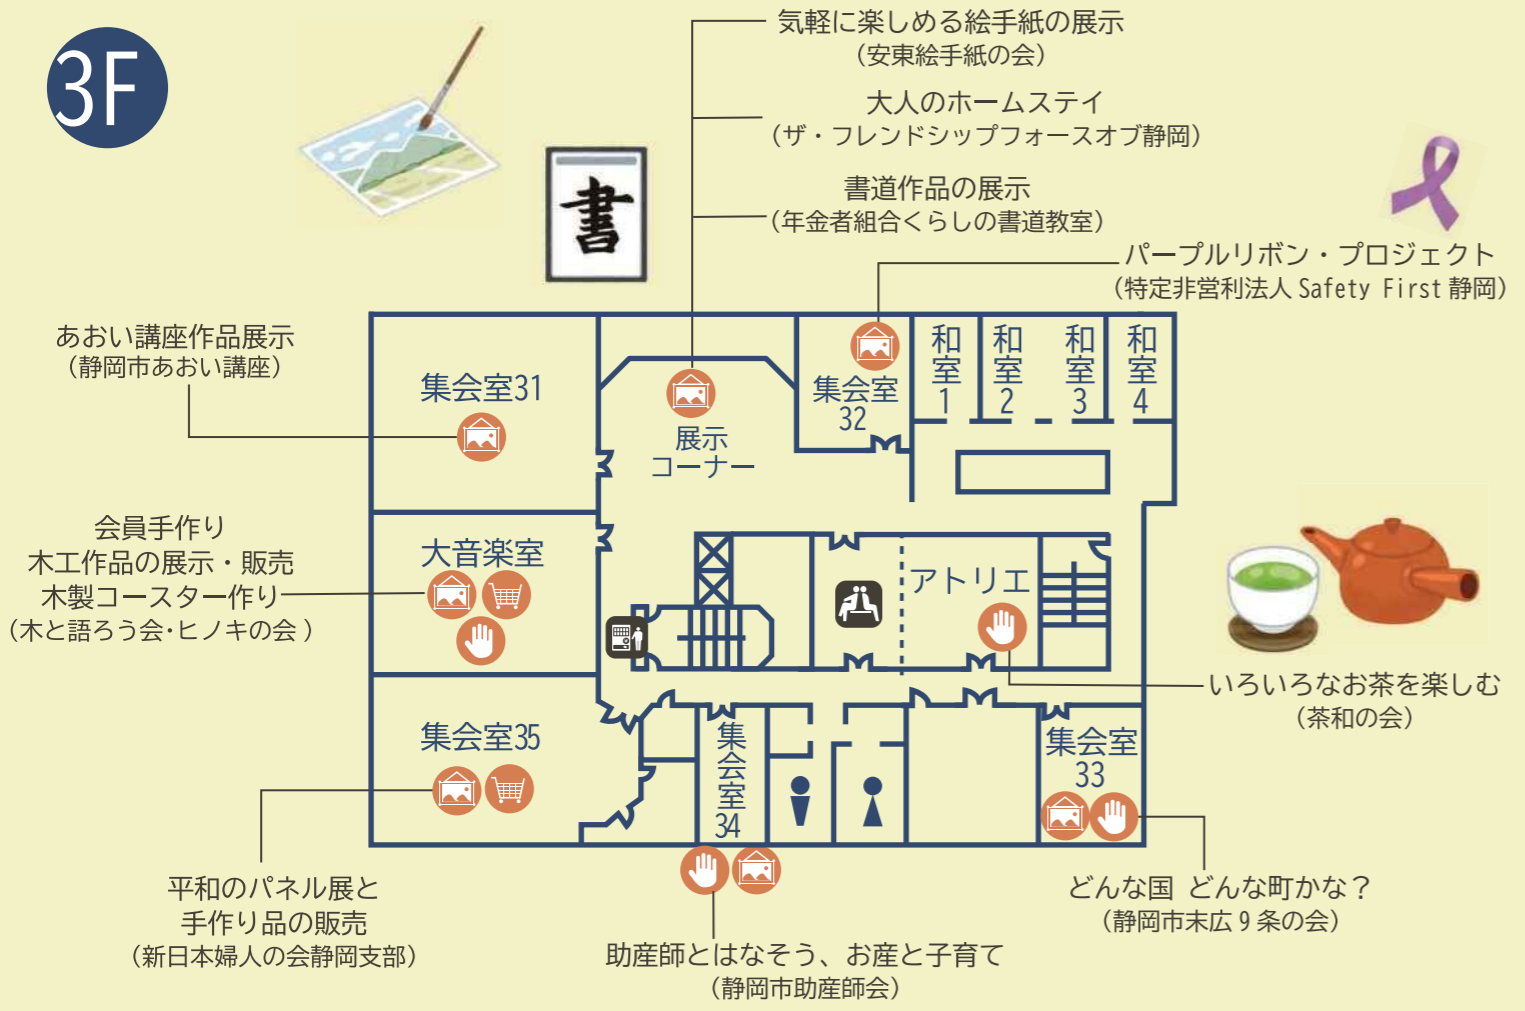 3F
気軽に楽しめる絵手紙の展示
（安東絵手紙の会）
大人のホームステイ
（ザ・フレンドシップフォースオブ静岡）
書道作品の展示
（年金者組合くらしの書道教室）
書
パープルリボン・プロジェクト
（特定非営利法人 Safety First 静岡）
あおい講座作品展示
（静岡市あおい講座）
集会室31
展示
コーナー
集会室
32
和室1
和室2
和室3
和室4
会員手作り
木工作品の展示・販売
木製コースター作り
（木と語ろう会・ヒノキの会 ）
大音楽室
アトリエ
いろいろなお茶を楽しむ
（茶和の会）
集会室35
集会室34
集会室
33
平和のパネル展と
手作り品の販売
（新日本婦人の会静岡支部）
助産師とはなそう、お産と子育て
（静岡市助産師会）
どんな国 どんな町かな？
（静岡市末広９条の会）